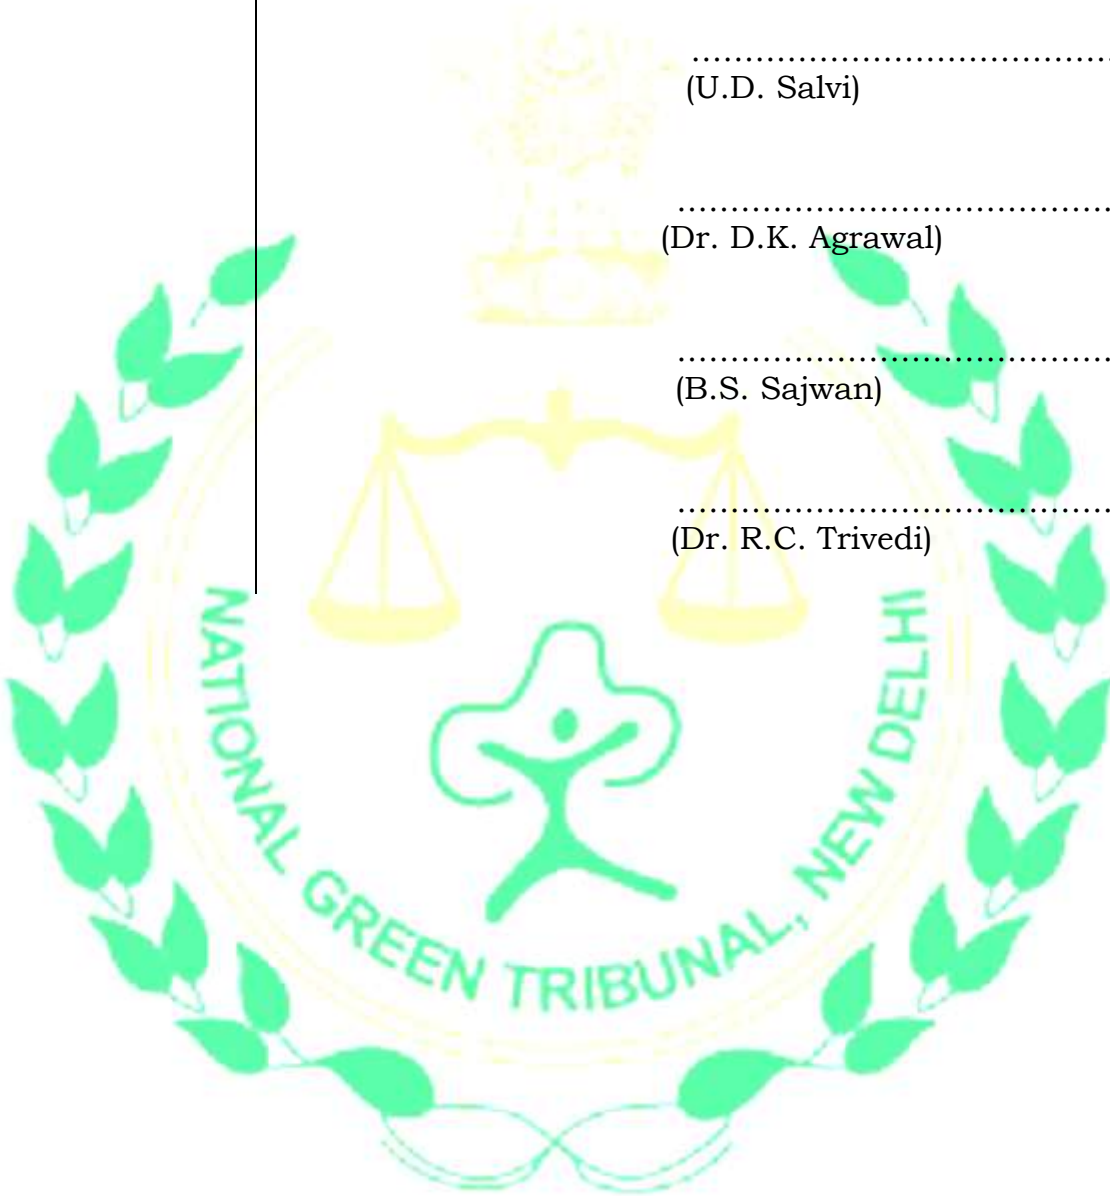 ..........................................
(U.D. Salvi)
..........................................
(Dr. D.K. Agrawal)
..........................................
(B.S. Sajwan)
..........................................
(Dr. R.C. Trivedi)
NATIONAL GREEN TRIBUNAL, NEW DELHI